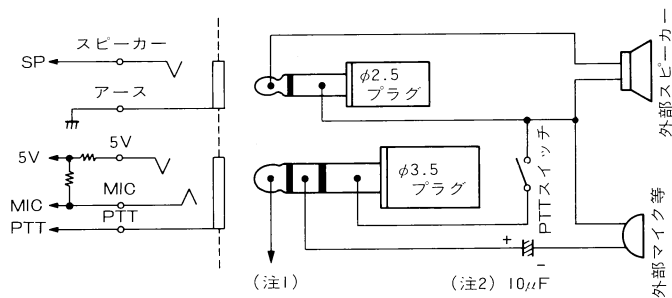 スピーカー
SP
アース
5V
5V
MIC
MIC
PTT
PTT
φ2.5
プラグ
φ3.5
プラグ
外部スピーカー
PTTスイッチ
外部マイク等
(注1)
(注2)
10μF
+
-